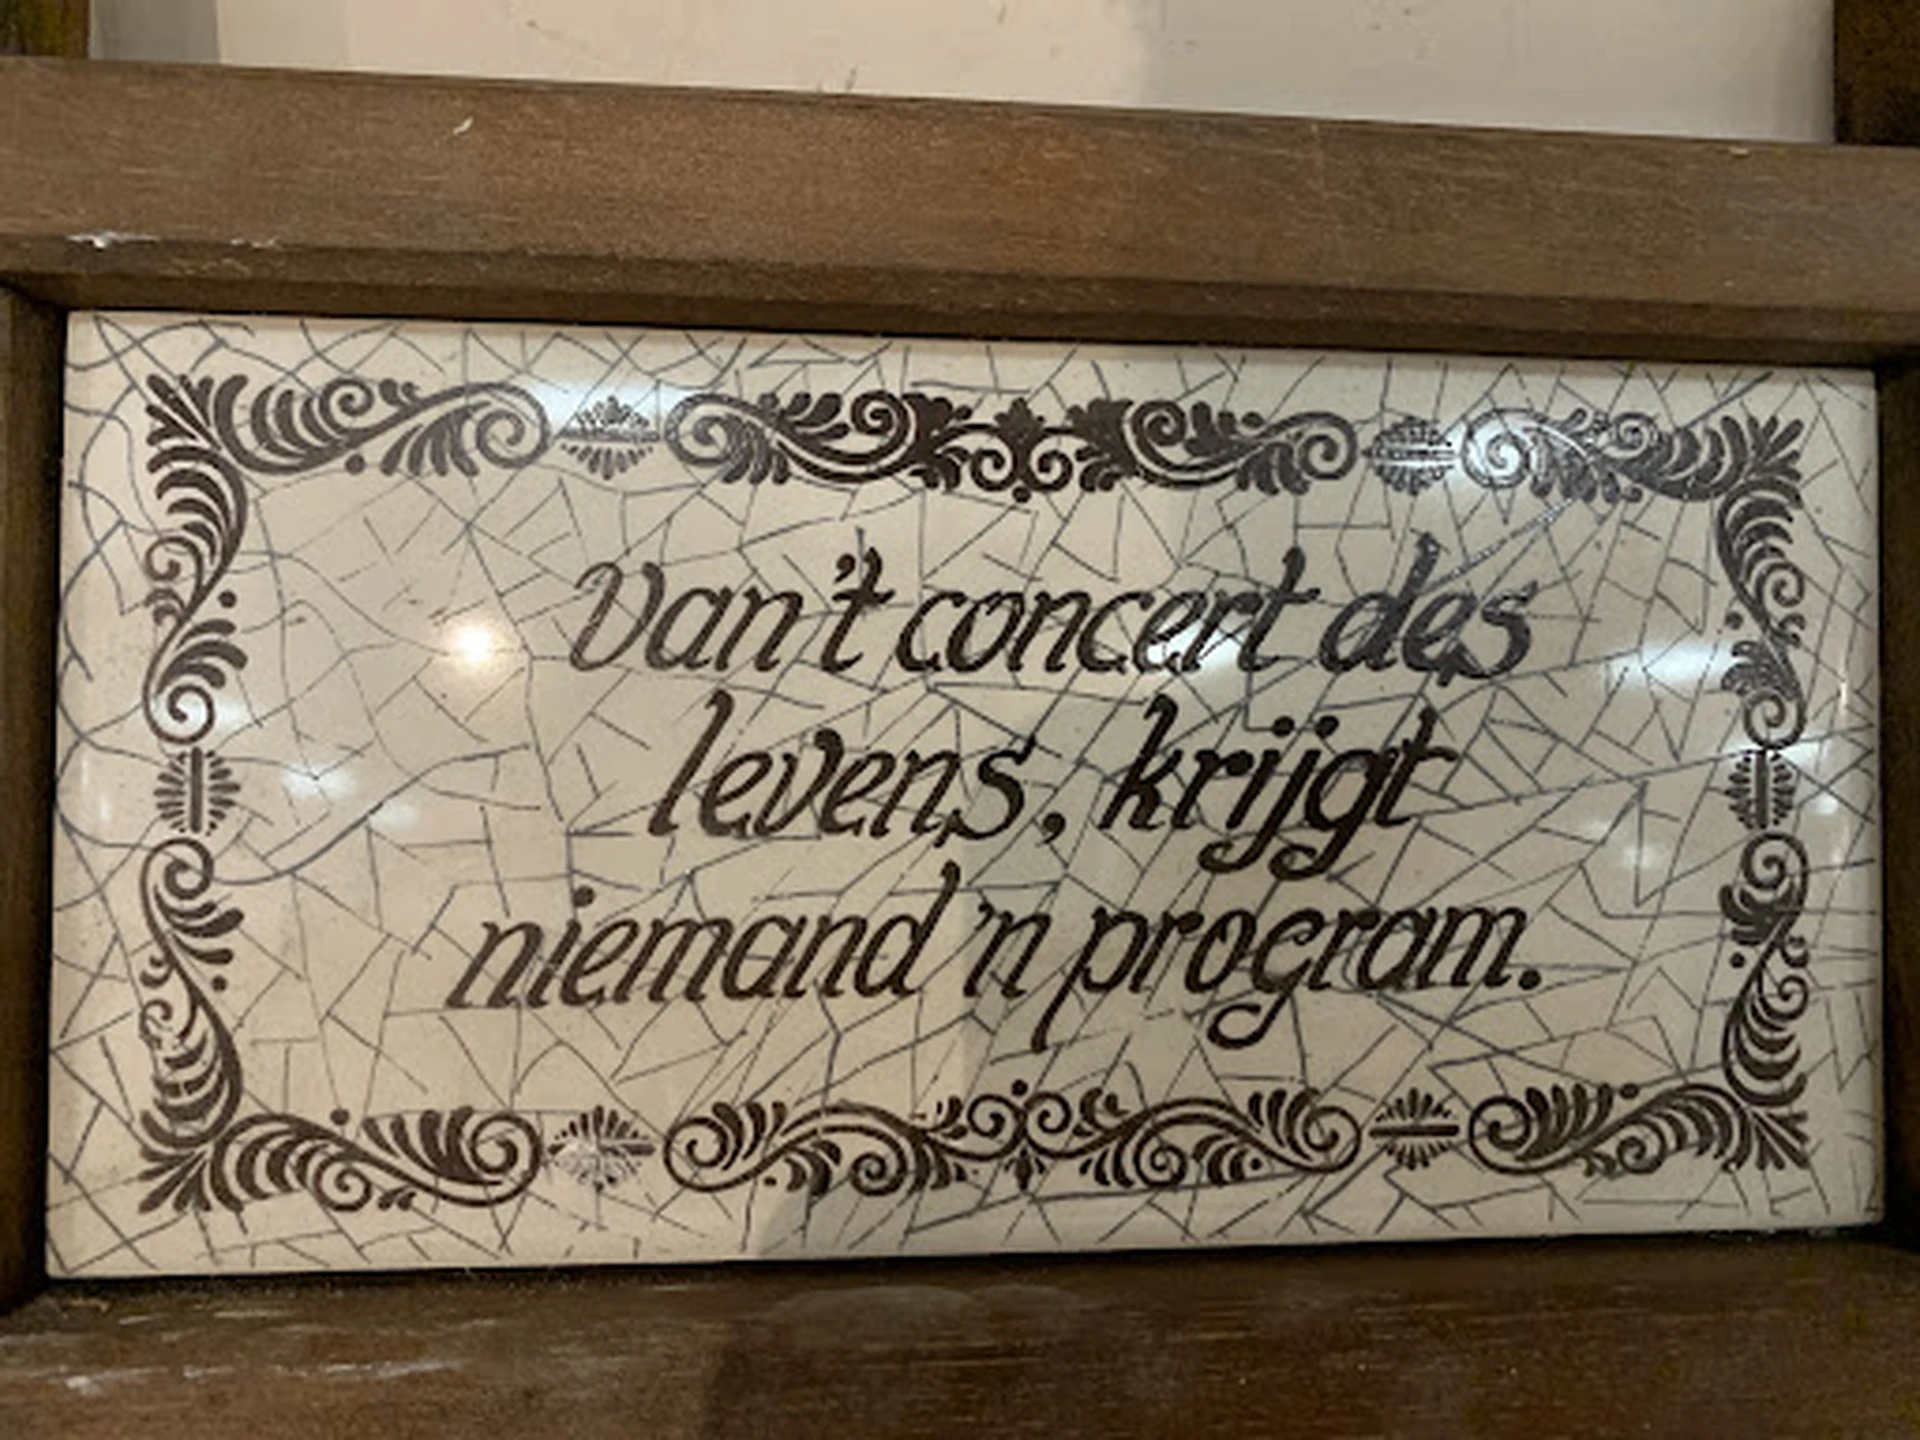 Van't concert des
levens, krijgt
niemand 'n program.